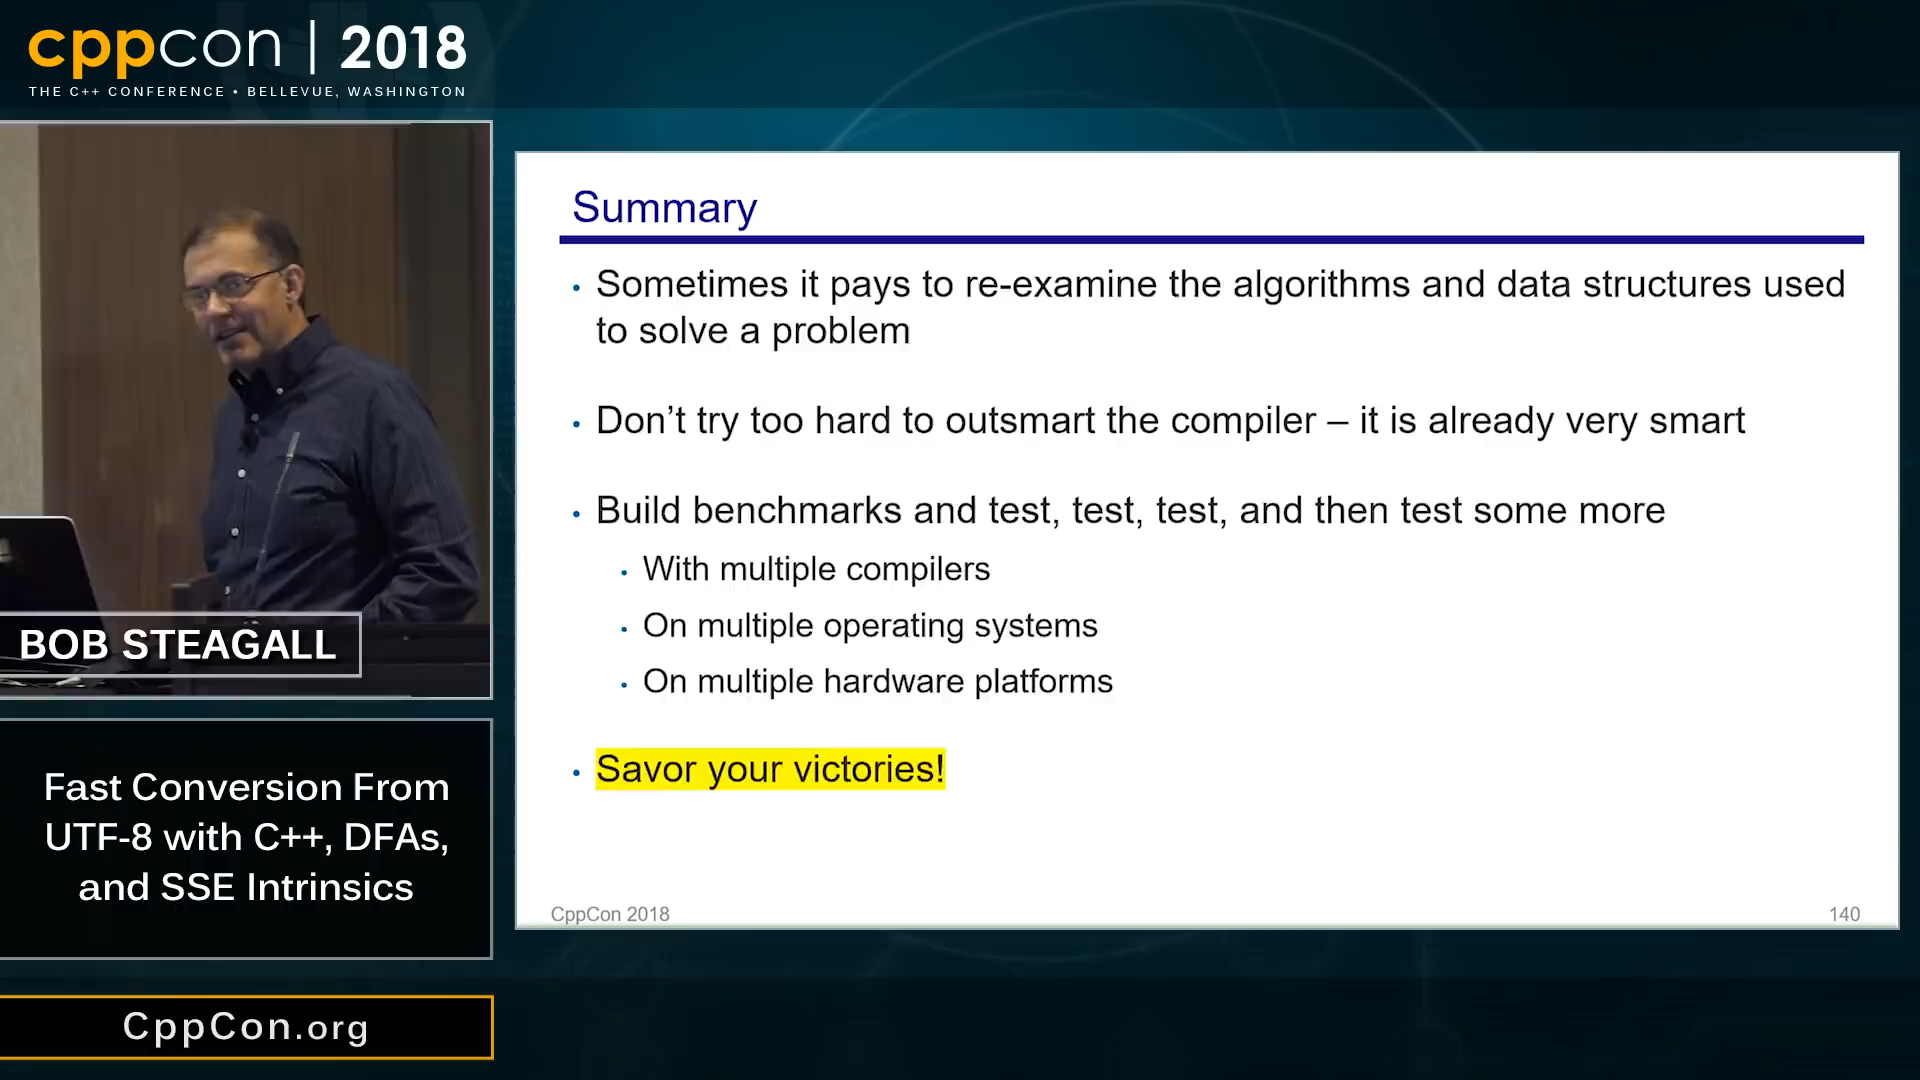 cppcon | 2018
THE C++ CONFERENCE • BELLEVUE, WASHINGTON
BOB STEAGALL
Fast Conversion From
UTF-8 with C++, DFAs,
and SSE Intrinsics
CppCon.org
Summary
• Sometimes it pays to re-examine the algorithms and data structures used
to solve a problem
• Don’t try too hard to outsmart the compiler – it is already very smart
• Build benchmarks and test, test, test, and then test some more
• With multiple compilers
• On multiple operating systems
• On multiple hardware platforms
• Savor your victories!
CppCon 2018
140